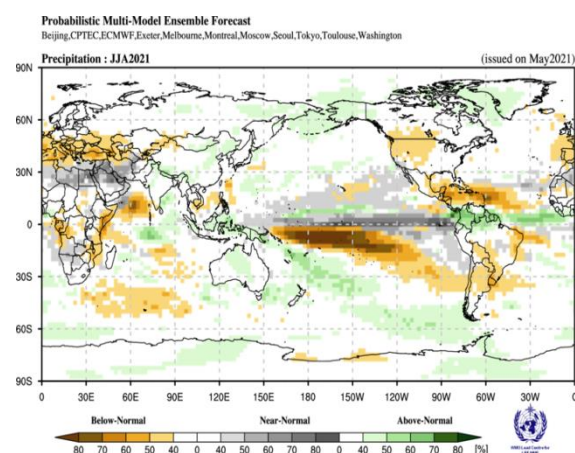 Probabilistic Multi-Model Ensemble Forecast
Beijing,CPTEC,ECMWF,Exeter,Melbourne,Montreal,Moscow,Seoul,Tokyo,Toulouse,Washington
Precipitation : JJA2021 (issued on May2021)
90N
60N
30N
0
30S
60S
90S
0 30E 60E 90E 120E 150E 180 150W 120W 90W 60W 30W 0
Below-Normal Near-Normal Above-Normal
80 70 60 50 40 0 40 50 60 70 80 0 40 50 60 70 80 [%]